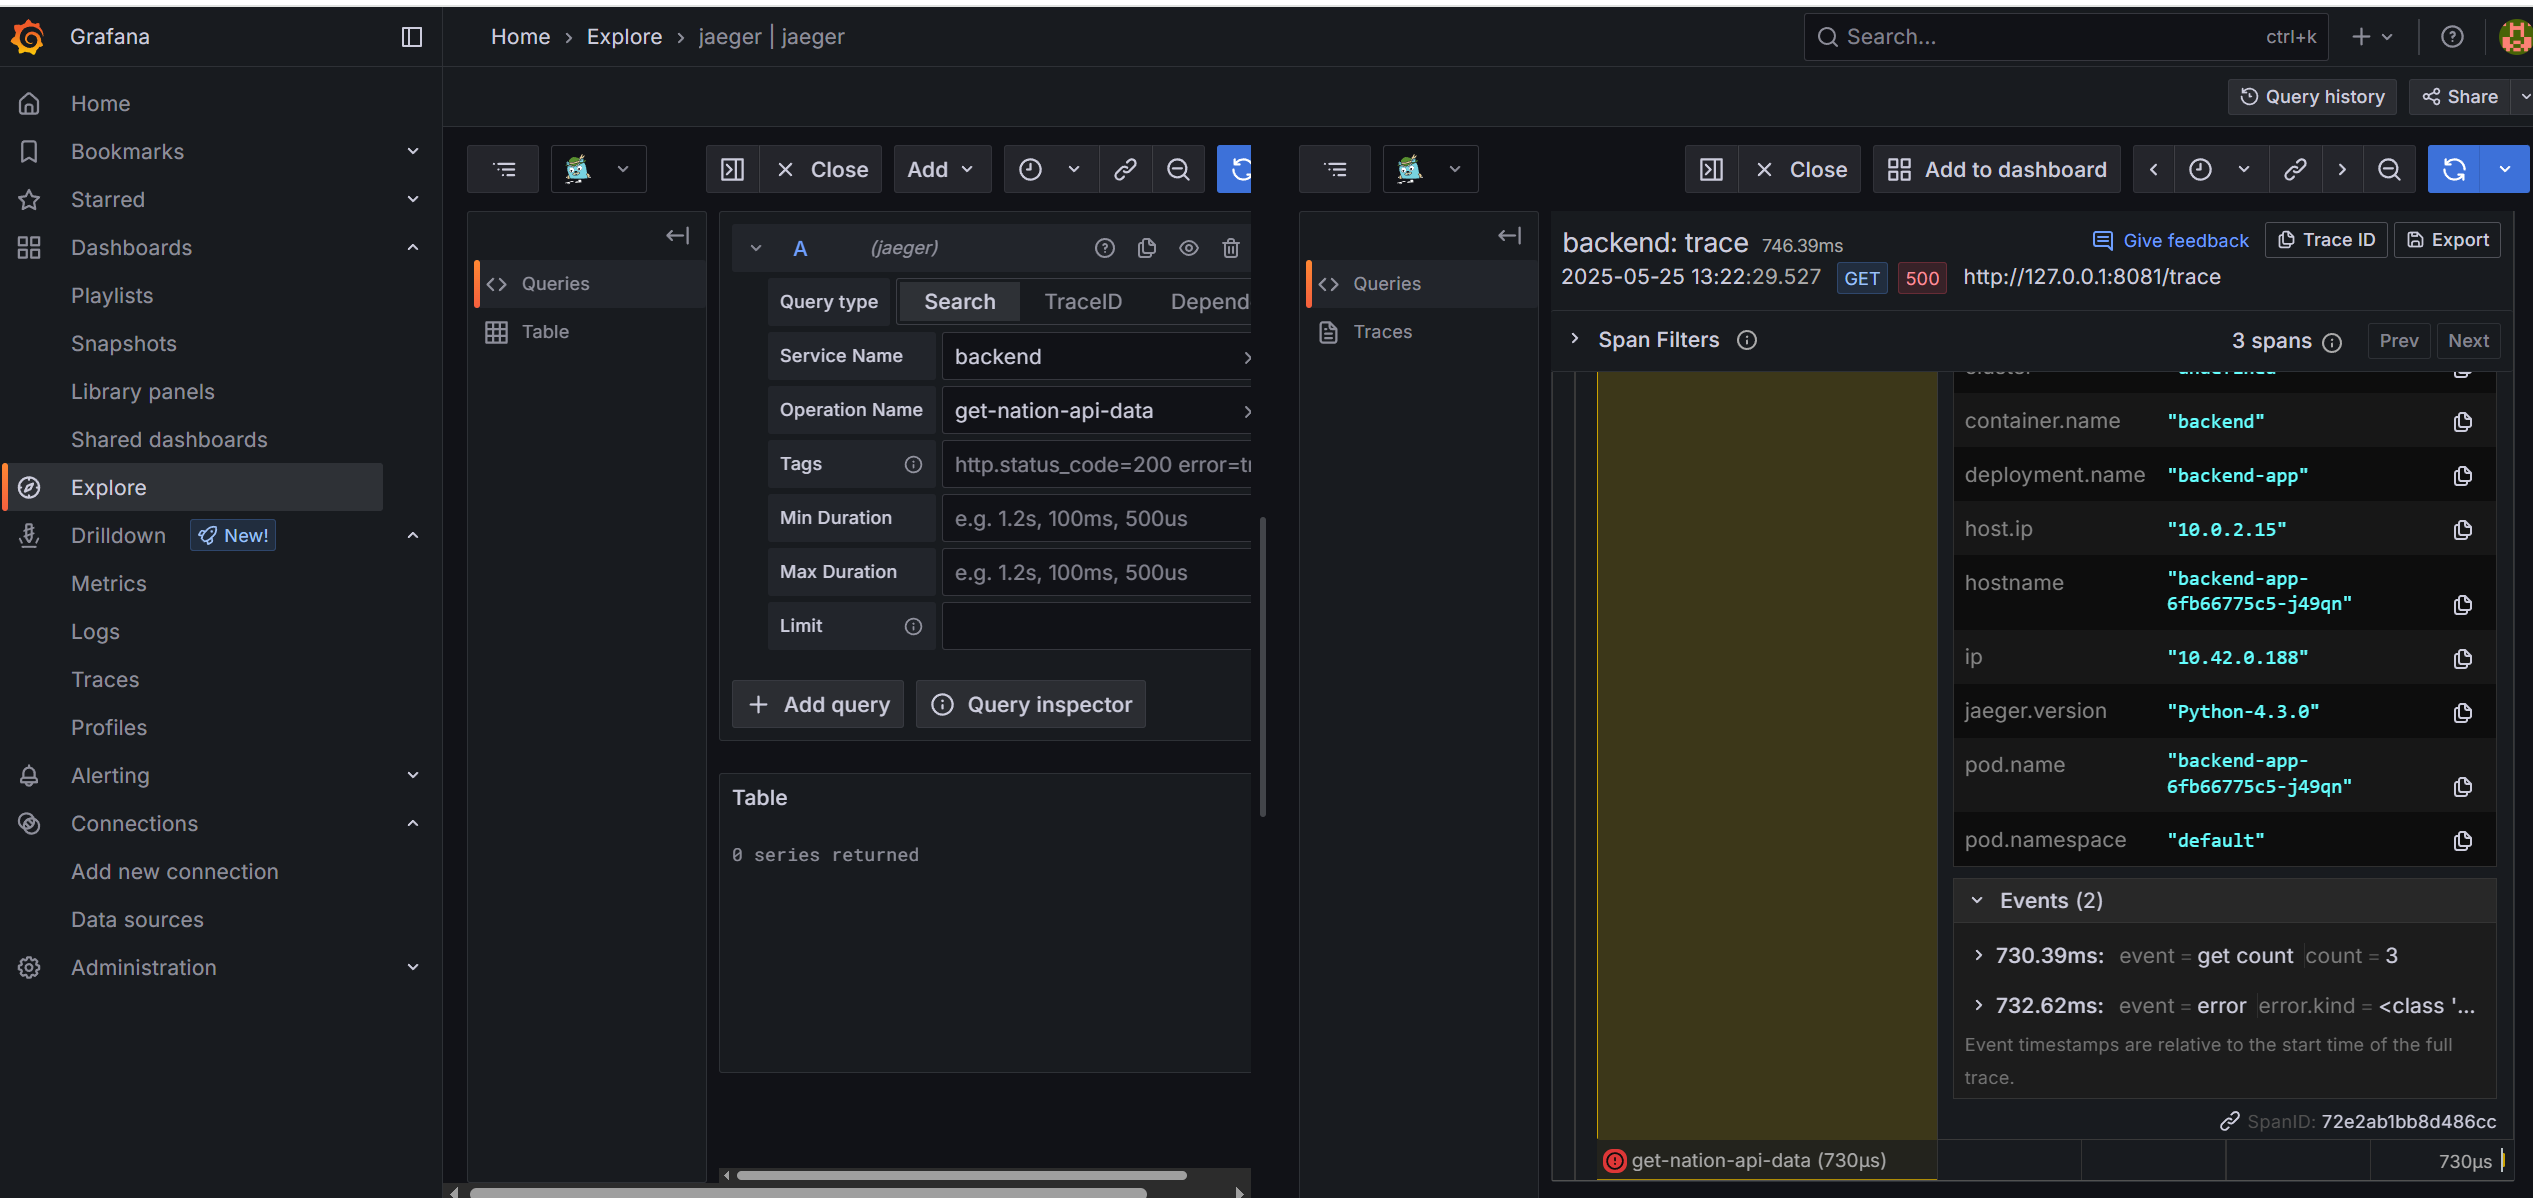 Grafana
Home › Explore › jaeger | jaeger
Search...
ctrl+k
Query history
Share
Home
Bookmarks
Starred
Dashboards
Playlists
Snapshots
Library panels
Shared dashboards
Explore
Drilldown
New!
Metrics
Logs
Traces
Profiles
Alerting
Connections
Add new connection
Data sources
Administration
Close
Add
Queries
Table
A
(jaeger)
Query type
Search
TraceID
Depend
Service Name
backend
Operation Name
get-nation-api-data
Tags
http.status_code=200 error=tr
Min Duration
e.g. 1.2s, 100ms, 500us
Max Duration
e.g. 1.2s, 100ms, 500us
Limit
+ Add query
Query inspector
Table
0 series returned
Close
Add to dashboard
Queries
Traces
backend: trace 746.39ms
Give feedback
Trace ID
Export
2025-05-25 13:22:29.527 GET 500 http://127.0.0.1:8081/trace
Span Filters
3 spans
Prev
Next
cluster "undefined"
container.name "backend"
deployment.name "backend-app"
host.ip "10.0.2.15"
hostname "backend-app-
6fb66775c5-j49qn"
ip "10.42.0.188"
jaeger.version "Python-4.3.0"
pod.name "backend-app-
6fb66775c5-j49qn"
pod.namespace "default"
Events (2)
730.39ms: event = get count count = 3
732.62ms: event = error error.kind = <class '...
Event timestamps are relative to the start time of the full
trace.
SpanID: 72e2ab1bb8d486cc
get-nation-api-data (730μs)
730μs